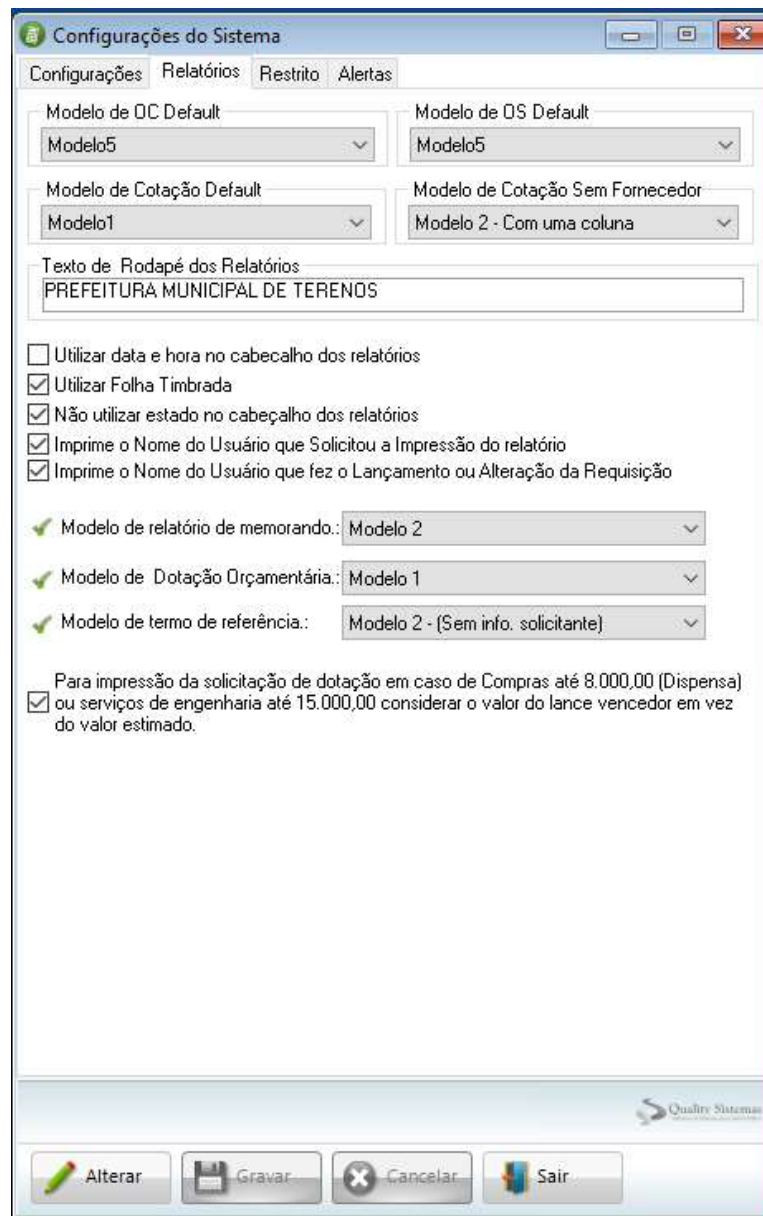 Configurações do Sistema
Configurações Relatórios Restrito Alertas
Modelo de OC Default Modelo de OS Default
Modelo5 Modelo5
Modelo de Cotação Default Modelo de Cotação Sem Fornecedor
Modelo1 Modelo 2 - Com uma coluna
Texto de Rodapé dos Relatórios
PREFEITURA MUNICIPAL DE TERENOS
Utilizar data e hora no cabecalho dos relatórios
Utilizar Folha Timbrada
Não utilizar estado no cabeçalho dos relatórios
Imprime o Nome do Usuário que Solicitou a Impressão do relatório
Imprime o Nome do Usuário que fez o Lançamento ou Alteração da Requisição
Modelo de relatório de memorando.: Modelo 2
Modelo de Dotação Orçamentária.: Modelo 1
Modelo de termo de referência.: Modelo 2 - (Sem info. solicitante)
Para impressão da solicitação de dotação em caso de Compras até 8.000,00 (Dispensa)
ou serviços de engenharia até 15.000,00 considerar o valor do lance vencedor em vez
do valor estimado.
Quality Sistemas
Alterar Gravar Cancelar Sair